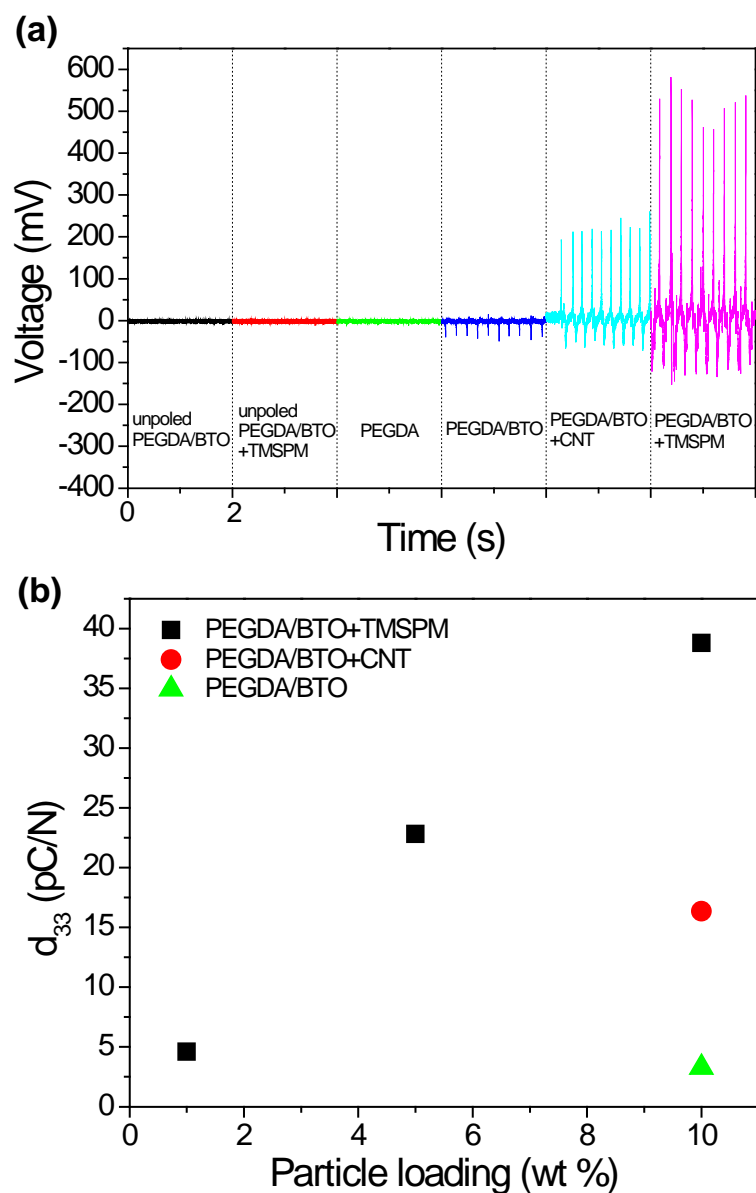 (a)
600
500
400
300
200
100
0
-100
-200
-300
-400
Voltage (mV)
unpoled
PEGDA/BTO
unpoled
PEGDA/BTO
+TMSPM
PEGDA
PEGDA/BTO
PEGDA/BTO
+CNT
PEGDA/BTO
+TMSPM
0 2
Time (s)
(b)
40
35
30
25
20
15
10
5
0
d33 (pC/N)
PEGDA/BTO+TMSPM
PEGDA/BTO+CNT
PEGDA/BTO
0 2 4 6 8 10
Particle loading (wt %)